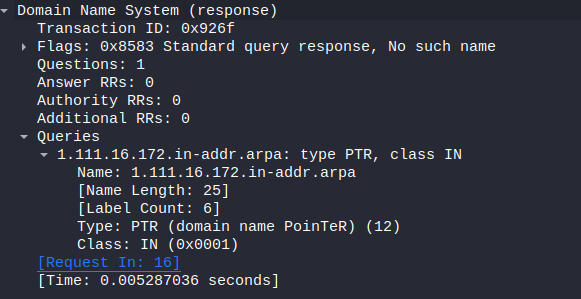 Domain Name System (response)
Transaction ID: 0x926f
Flags: 0x8583 Standard query response, No such name
Questions: 1
Answer RRs: 0
Authority RRs: 0
Additional RRs: 0
Queries
1.111.16.172.in-addr.arpa: type PTR, class IN
Name: 1.111.16.172.in-addr.arpa
[Name Length: 25]
[Label Count: 6]
Type: PTR (domain name PoinTeR) (12)
Class: IN (0x0001)
[Request In: 16]
[Time: 0.005287036 seconds]